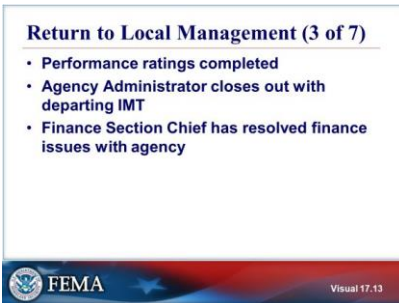 Return to Local Management (3 of 7)
• Performance ratings completed
• Agency Administrator closes out with
departing IMT
• Finance Section Chief has resolved finance
issues with agency
FEMA
Visual 17.13